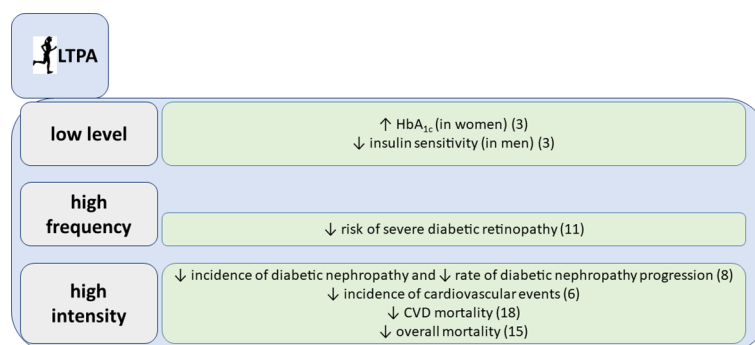 LTPA
low level
↑ HbA1c (in women) (3)
↓ insulin sensitivity (in men) (3)
high
frequency
↓ risk of severe diabetic retinopathy (11)
high
intensity
↓ incidence of diabetic nephropathy and ↓ rate of diabetic nephropathy progression (8)
↓ incidence of cardiovascular events (6)
↓ CVD mortality (18)
↓ overall mortality (15)